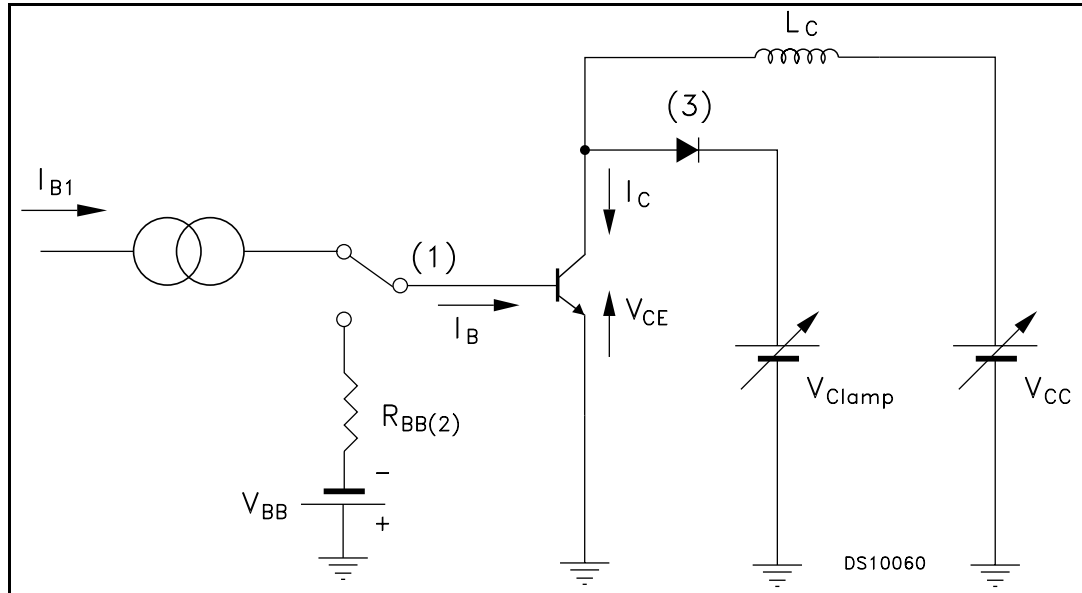 L C
(3)
I B1
I C
(1)
I B
V CE
V Clamp
V CC
R BB(2)
−
V BB
+
DS10060